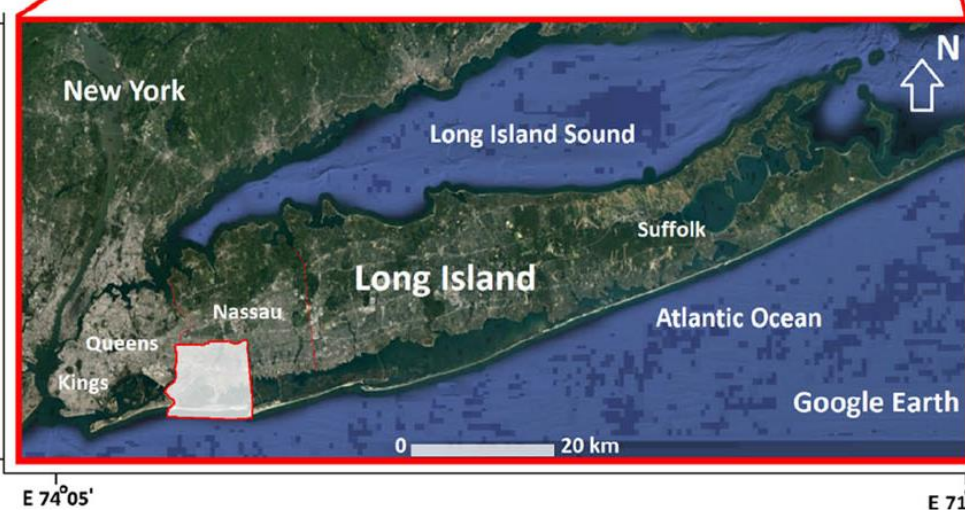 N
New York
Long Island Sound
Suffolk
Long Island
Nassau
Atlantic Ocean
Queens
Kings
Google Earth
0 20 km
E 74°05'
E 71